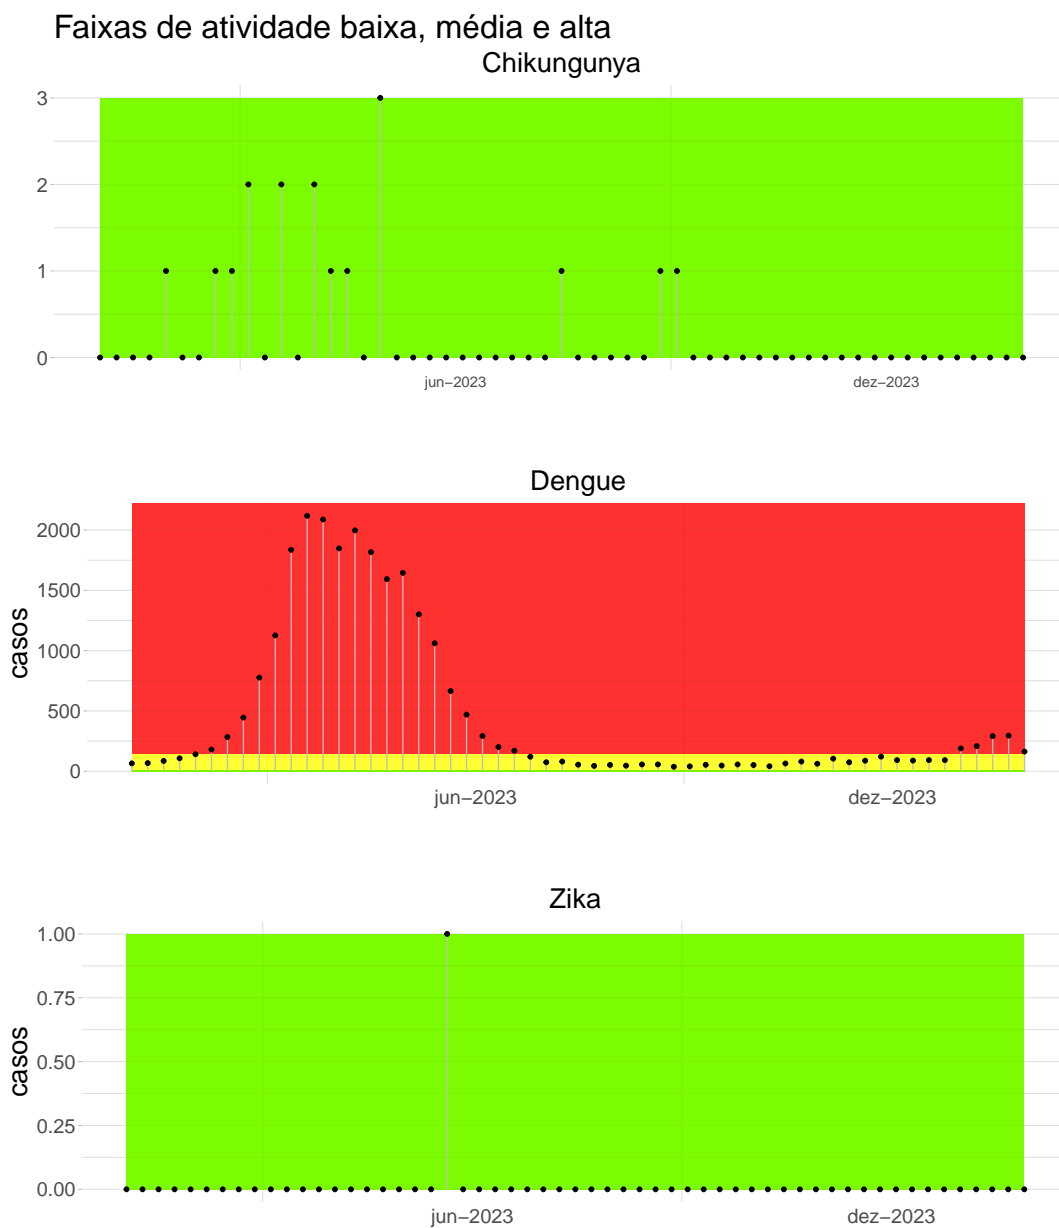 Faixas de atividade baixa, média e alta
Chikungunya
3
2
1
0
jun−2023 dez−2023
Dengue
casos
2000
1500
1000
500
0
jun−2023 dez−2023
Zika
casos
1.00
0.75
0.50
0.25
0.00
jun−2023 dez−2023